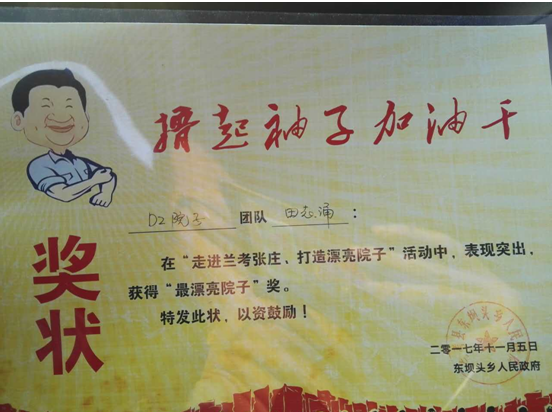 撸起袖子加油干
D2院子 团队 田志涌 :
奖状
在“走进兰考张庄、打造漂亮院子”活动中，表现突出，
获得“最漂亮院子”奖。
特发此状，以资鼓励！
二零一七年十一月五日
东坝头乡人民政府